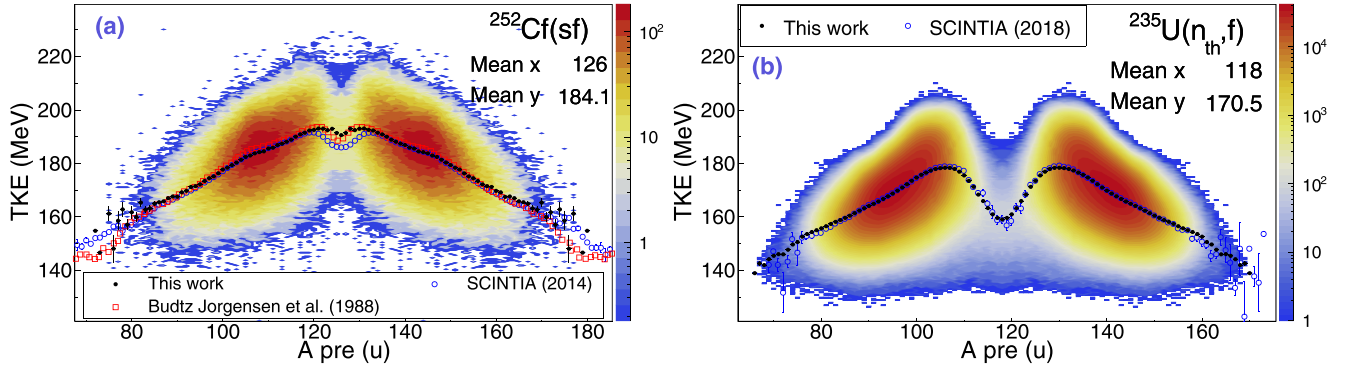 (a)
²⁵²Cf(sf)
Mean x 126
Mean y 184.1
TKE (MeV)
220
200
180
160
140
This work
SCINTIA (2014)
Budtz Jorgensen et al. (1988)
80 100 120 140 160 180
A pre (u)
10²
10
1
This work
SCINTIA (2018)
²³⁵U(nₜₕ,f)
(b)
Mean x 118
Mean y 170.5
TKE (MeV)
220
200
180
160
140
80 100 120 140 160
A pre (u)
10⁴
10³
10²
10
1